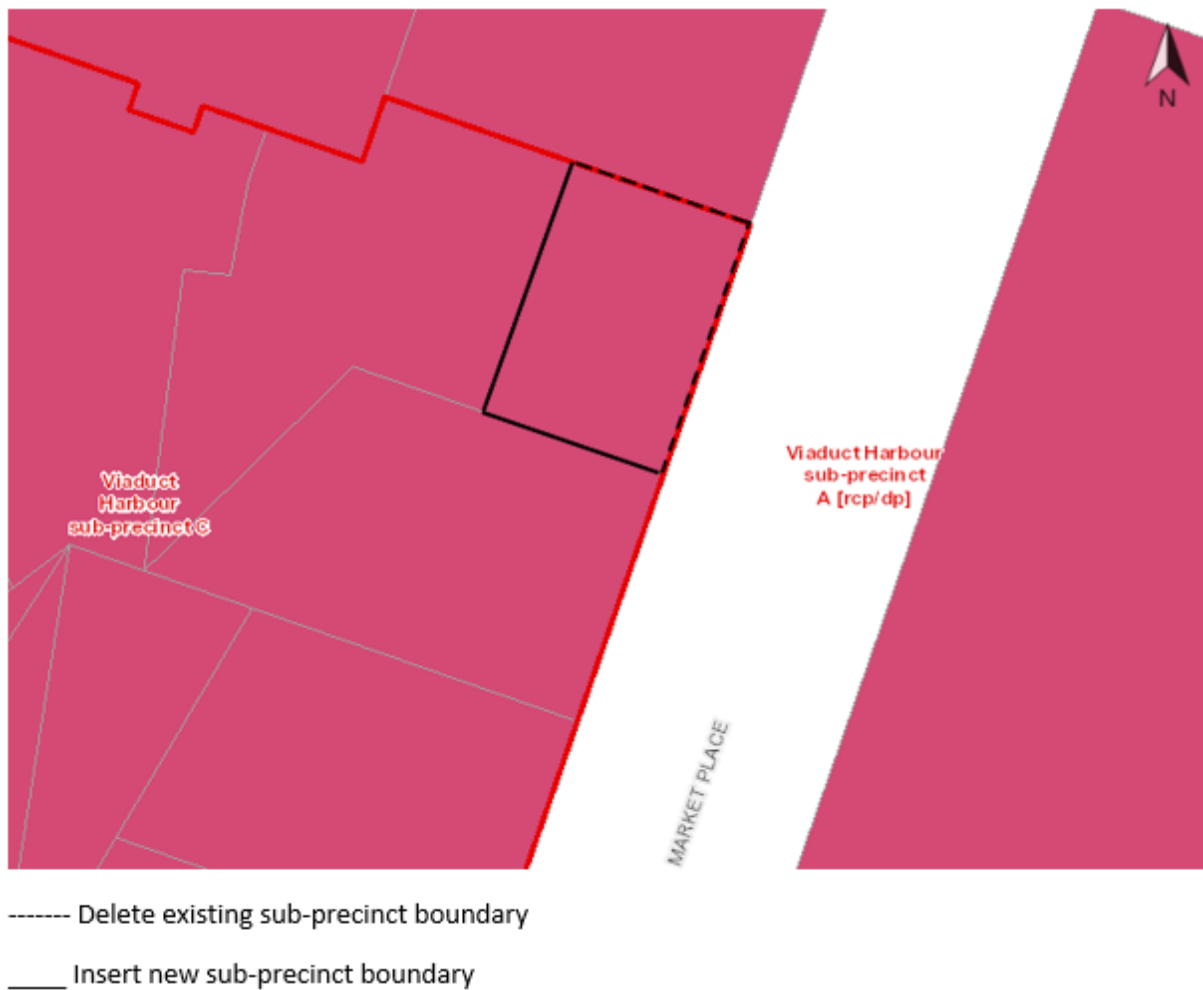 N
Viaduct Harbour
sub-precinct
A [rcp/dp]
Viaduct
Harbour
sub-precinct C
MARKET PLACE
------- Delete existing sub-precinct boundary
____ Insert new sub-precinct boundary